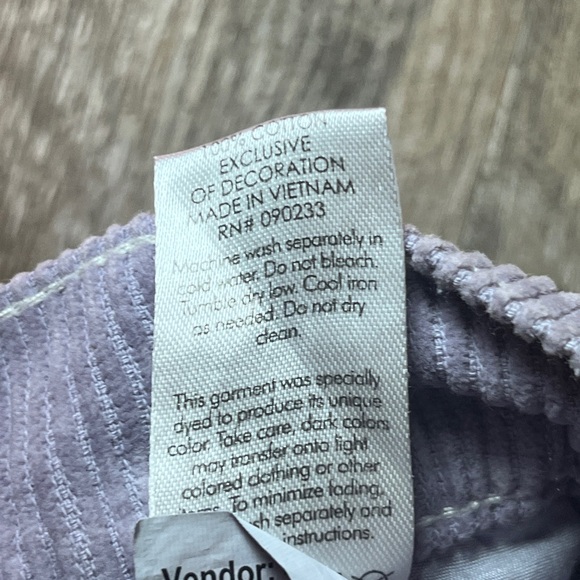 100% COTTON
EXCLUSIVE
OF DECORATION
MADE IN VIETNAM
RN# 090233
Machine wash separately in
cold water. Do not bleach.
Tumble dry low. Cool iron
as needed. Do not dry
clean.
This garment was specially
dyed to produce its unique
color. Take care, dark colors
may transfer onto light
colored clothing or other
items. To minimize fading,
sh separately and
instructions.
Vendor: